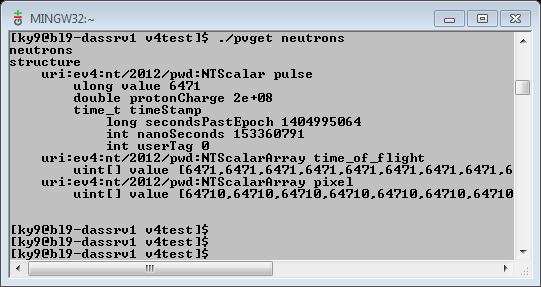 MINGW32:~
[ky9@bl9-dassrv1 v4test]$ ./pvget neutrons
neutrons
structure
    uri:ev4:nt/2012/pwd:NTScalar pulse
        ulong value 6471
        double protonCharge 2e+08
        time_t timeStamp
            long secondsPastEpoch 1404995064
            int nanoSeconds 153360791
            int userTag 0
    uri:ev4:nt/2012/pwd:NTScalarArray time_of_flight
        uint[] value [6471,6471,6471,6471,6471,6471,6471,6471,6
    uri:ev4:nt/2012/pwd:NTScalarArray pixel
        uint[] value [64710,64710,64710,64710,64710,64710,64710
[ky9@bl9-dassrv1 v4test]$
[ky9@bl9-dassrv1 v4test]$
[ky9@bl9-dassrv1 v4test]$